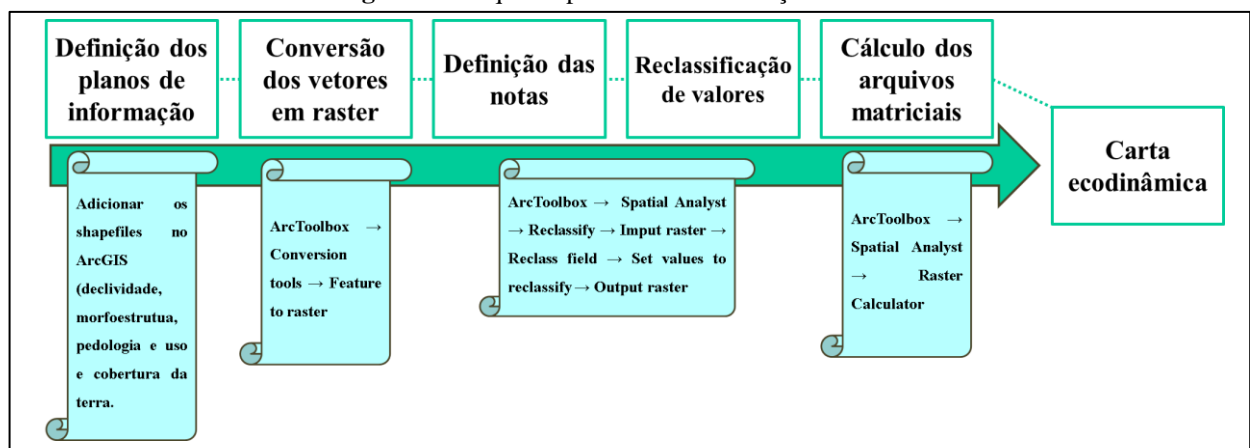 Definição dos
planos de
informação
Conversão
dos vetores
em raster
Definição das
notas
Reclassificação
de valores
Cálculo dos
arquivos
matriciais
Carta
ecodinâmica
Adicionar os
shapefiles no
ArcGIS
(declividade,
morfoestrutua,
pedologia e uso
e cobertura da
terra.
ArcToolbox →
Conversion
tools → Feature
to raster
ArcToolbox → Spatial Analyst
→ Reclassify → Imput raster →
Reclass field → Set values to
reclassify → Output raster
ArcToolbox →
Spatial Analyst
→ Raster
Calculator